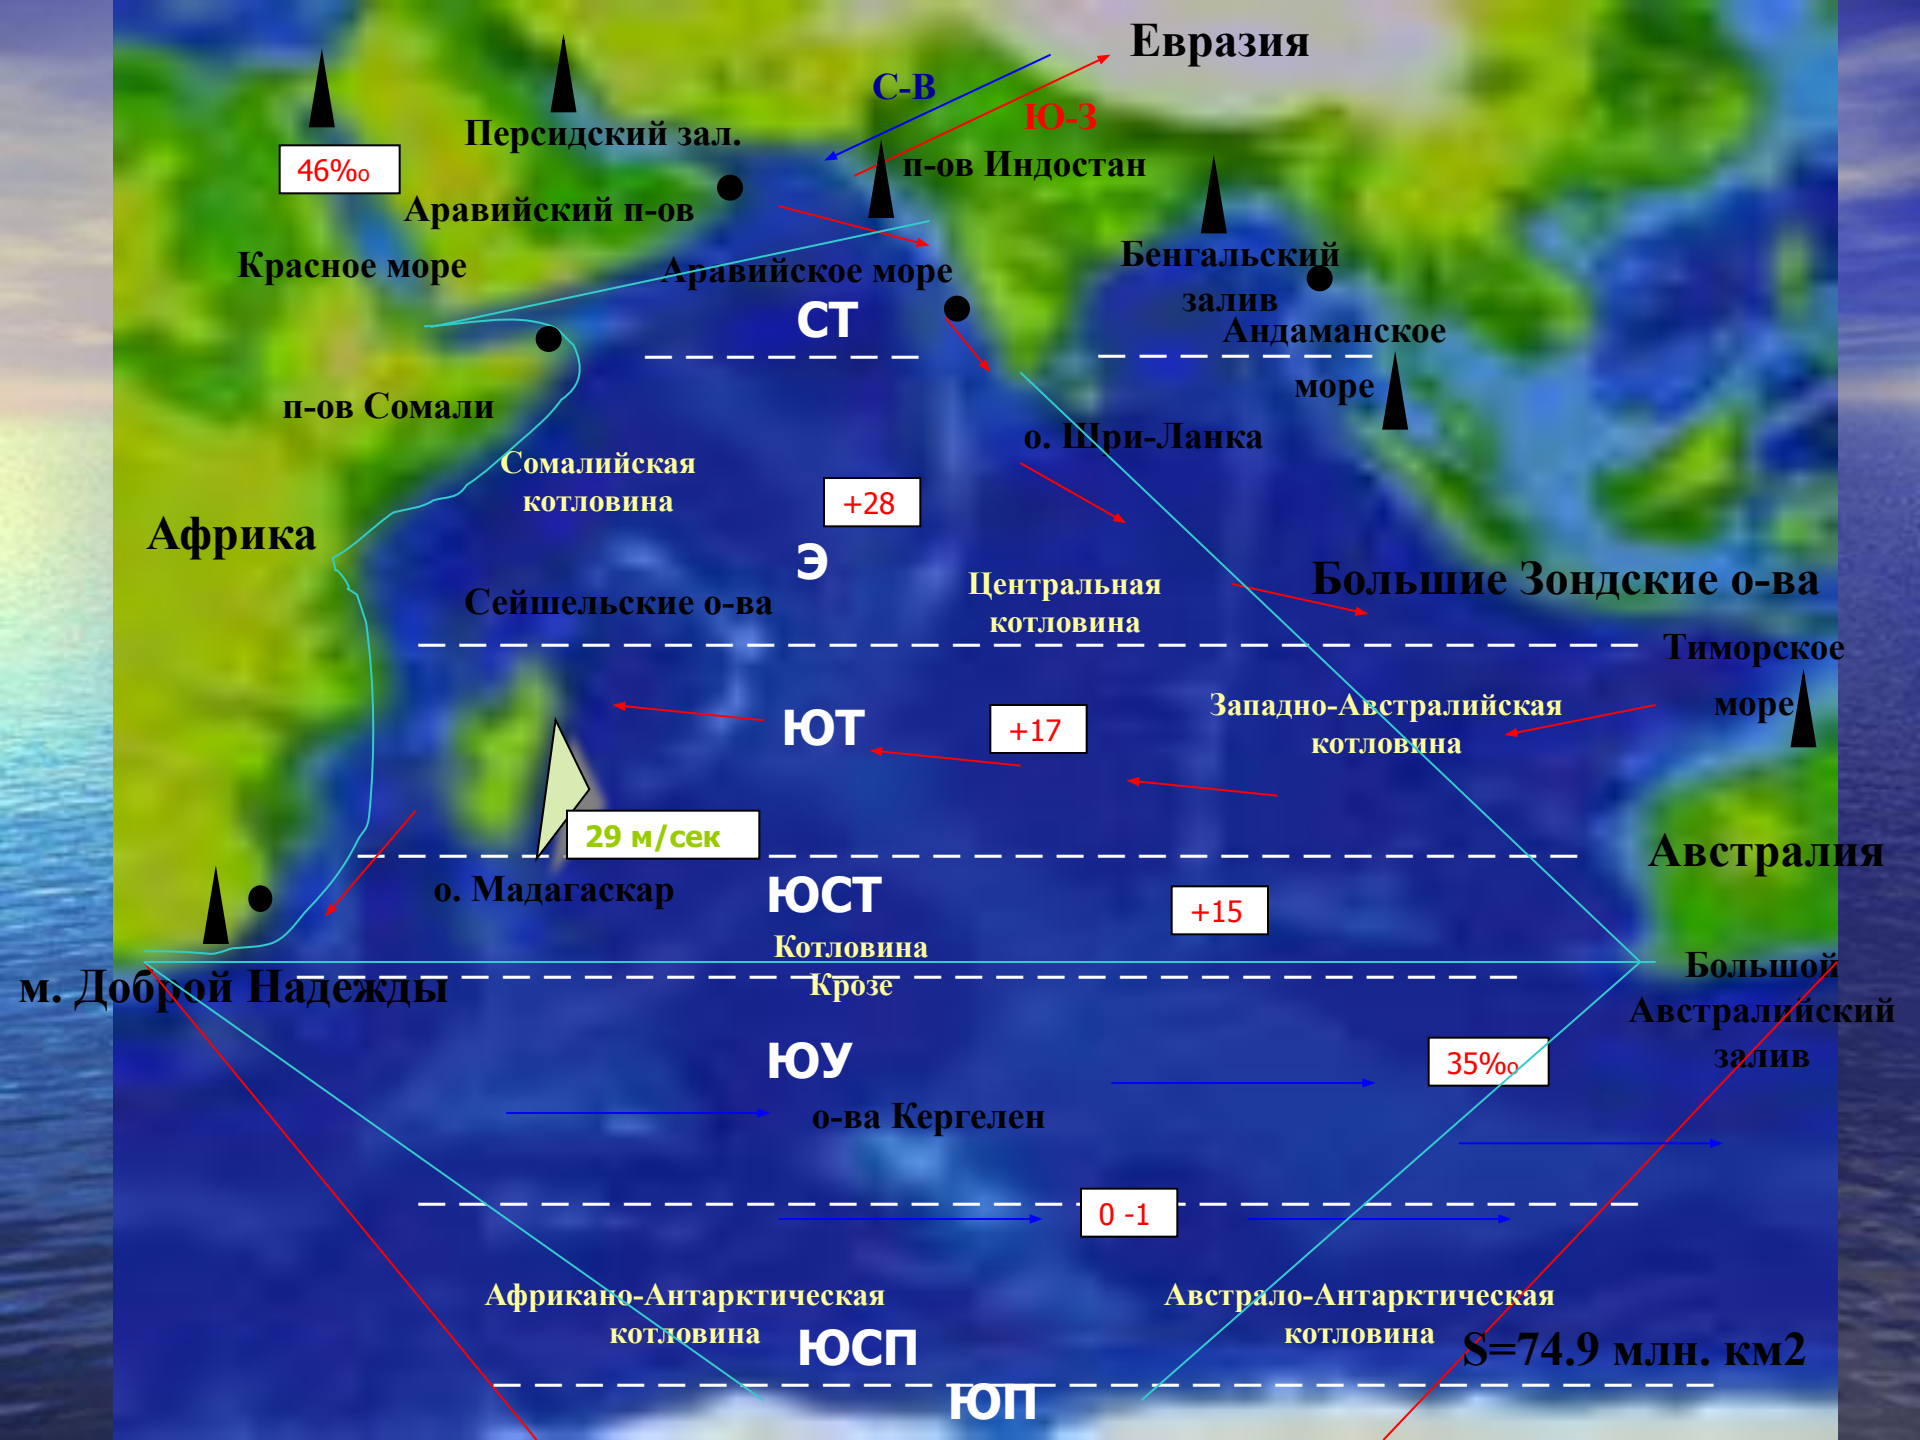 Евразия
С-В
Ю-З
Персидский зал.
п-ов Индостан
46‰
Аравийский п-ов
Красное море
Аравийское море
Бенгальский
залив
СТ
Андаманское
море
п-ов Сомали
о. Шри-Ланка
Сомалийская
котловина
+28
Африка
Э
Центральная
котловина
Большие Зондские о-ва
Сейшельские о-ва
Тиморское
море
ЮТ
+17
Западно-Австралийская
котловина
29 м/сек
Австралия
о. Мадагаскар
ЮСТ
+15
Котловина
Крозе
м. Доброй Надежды
Большой
Австралийский
залив
ЮУ
35‰
о-ва Кергелен
0 -1
Африкано-Антарктическая
котловина
Австрало-Антарктическая
котловина
ЮСП
S=74.9 млн. км2
ЮП